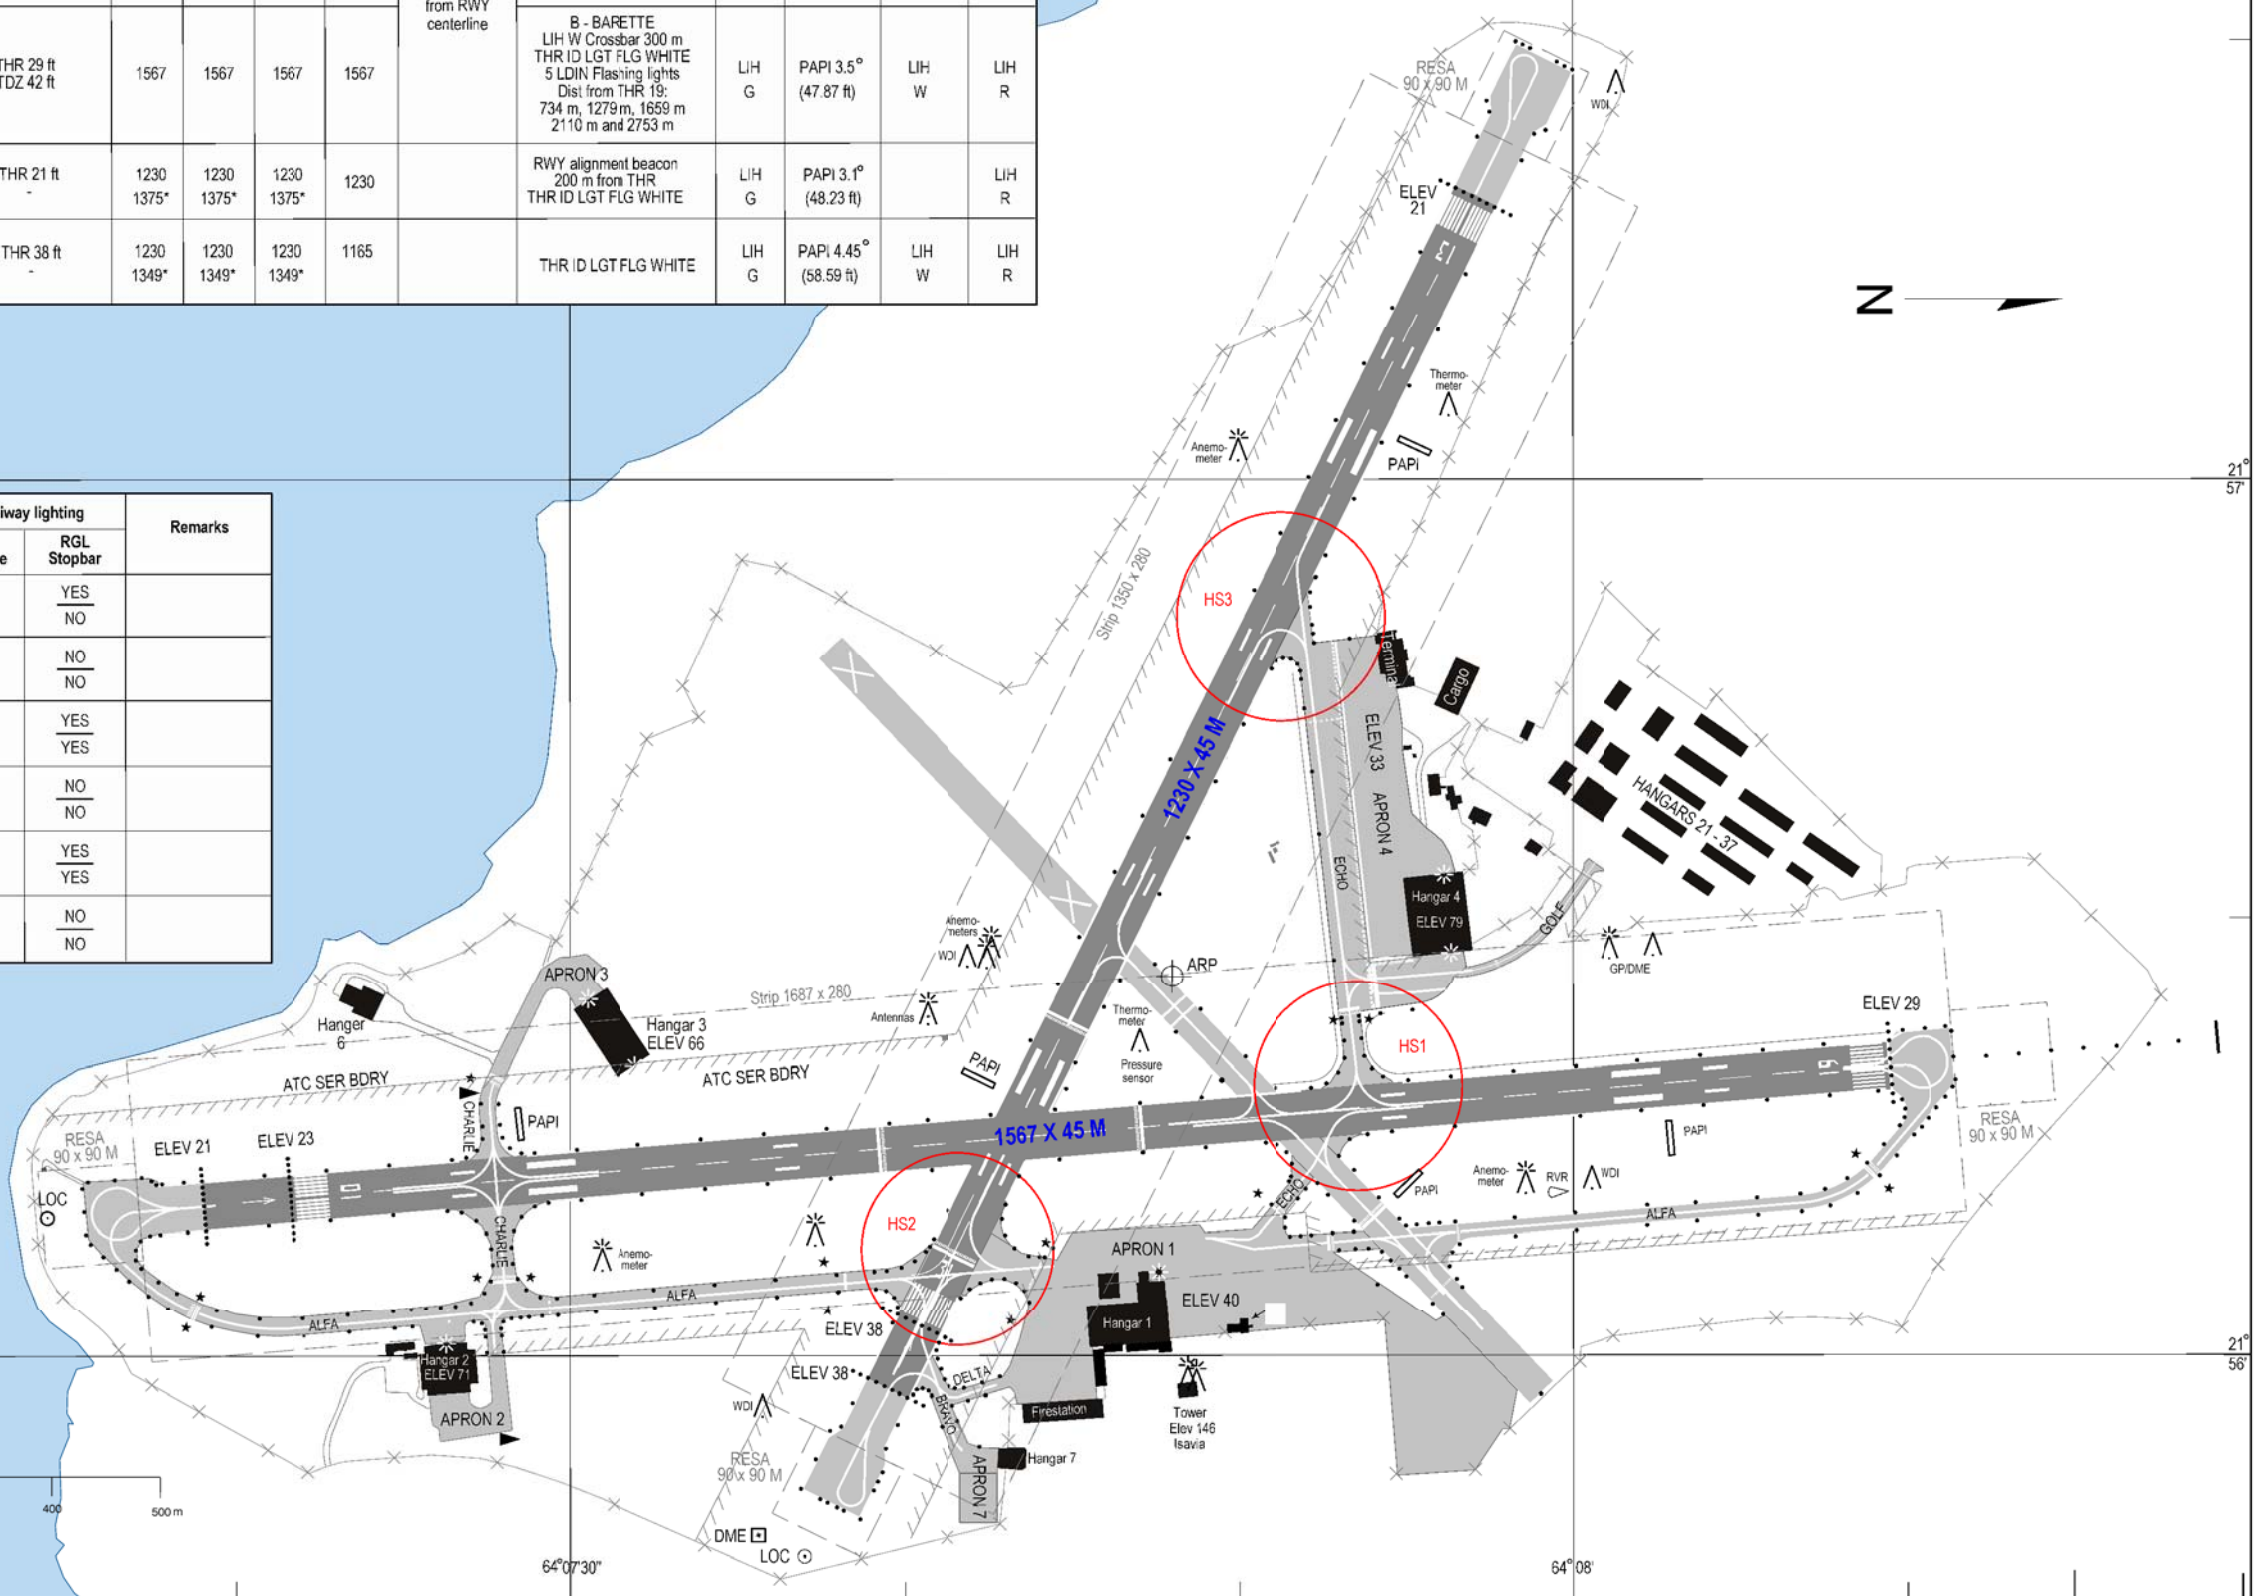 from RWY
centerline
THR 29 ft
TDZ 42 ft
1567
1567
1567
1567
B - BARETTE
LIH W Crossbar 300 m
THR ID LGT FLG WHITE
5 LDIN Flashing lights
Dist from THR 19:
734 m, 1279m, 1659 m
2110 m and 2753 m
LIH
G
PAPI 3.5°
(47.87 ft)
LIH
W
LIH
R
THR 21 ft
-
1230
1375*
1230
1375*
1230
1375*
1230
RWY alignment beacon
200 m from THR
THR ID LGT FLG WHITE
LIH
G
PAPI 3.1°
(48.23 ft)
LIH
R
THR 38 ft
-
1230
1349*
1230
1349*
1230
1349*
1165
THR ID LGT FLG WHITE
LIH
G
PAPI 4.45°
(58.59 ft)
LIH
W
LIH
R
iway lighting
Remarks
e
RGL
Stopbar
YES
NO
NO
NO
YES
YES
NO
NO
YES
YES
NO
NO
RESA
90 x 90 M
WDI
ELEV
21
3
N
Thermo-
meter
Anemo-
meter
PAPI
21°
57'
HS3
Strip 1350 x 280
Terminal
Cargo
1230 X 45 M
ELEV 33
APRON 4
HANGARS 21 - 37
ECHO
Hangar 4
ELEV 79
GOLF
Anemo-
meters
WDI
ARP
GP/DME
APRON 3
Strip 1687 x 280
Antennas
Hanger
6
Hangar 3
ELEV 66
Thermo-
meter
Pressure
sensor
HS1
ELEV 29
PAPI
ATC SER BDRY
ATC SER BDRY
CHARLIE
PAPI
1567 X 45 M
19
RESA
90 x 90 M
RESA
90 x 90 M
ELEV 21
ELEV 23
PAPI
LOC
CHARLIE
HS2
Anemo-
meter
RVR
WDI
PAPI
ECHO
ALFA
Anemo-
meter
APRON 1
ALFA
ALFA
ELEV 38
ELEV 40
Hangar 1
Hangar 2
ELEV 71
ELEV 38
DELTA
BRAVO
21°
56'
WDI
Firestation
Tower
Elev 146
Isavia
APRON 2
RESA
90 x 90 M
Hangar 7
APRON 7
400
500 m
DME
LOC
64°07'30"
64°08'